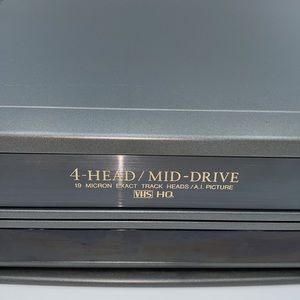 4-HEAD/MID-DRIVE
19 MICRON EXACT TRACK HEADS/A.I. PICTURE
VHS HQ